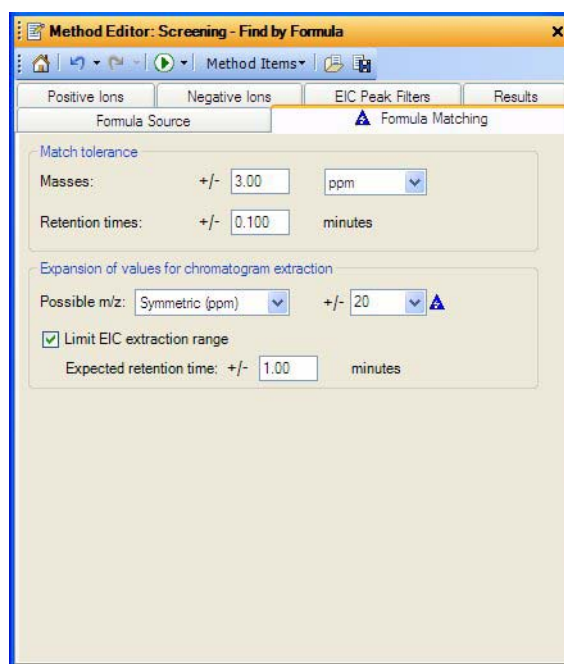 Method Editor: Screening - Find by Formula
Method Items
Positive Ions Negative Ions EIC Peak Filters Results
Formula Source Formula Matching
Match tolerance
Masses: +/- 3.00 ppm
Retention times: +/- 0.100 minutes
Expansion of values for chromatogram extraction
Possible m/z: Symmetric (ppm) +/- 20
Limit EIC extraction range
Expected retention time: +/- 1.00 minutes